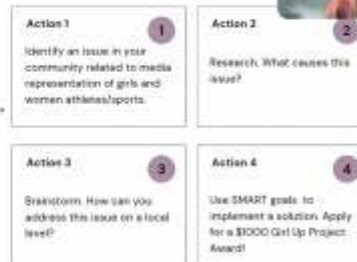 Action 1
1
Identify an issue in your
community related to media
representation of girls and
women athletes/sports.
Action 2
2
Research. What causes this
issue?
Action 3
3
Brainstorm. How can you
address this issue on a local
level?
Action 4
4
Use SMART goals to
implement a solution. Apply
for a $1000 Girl Up Project
Award!